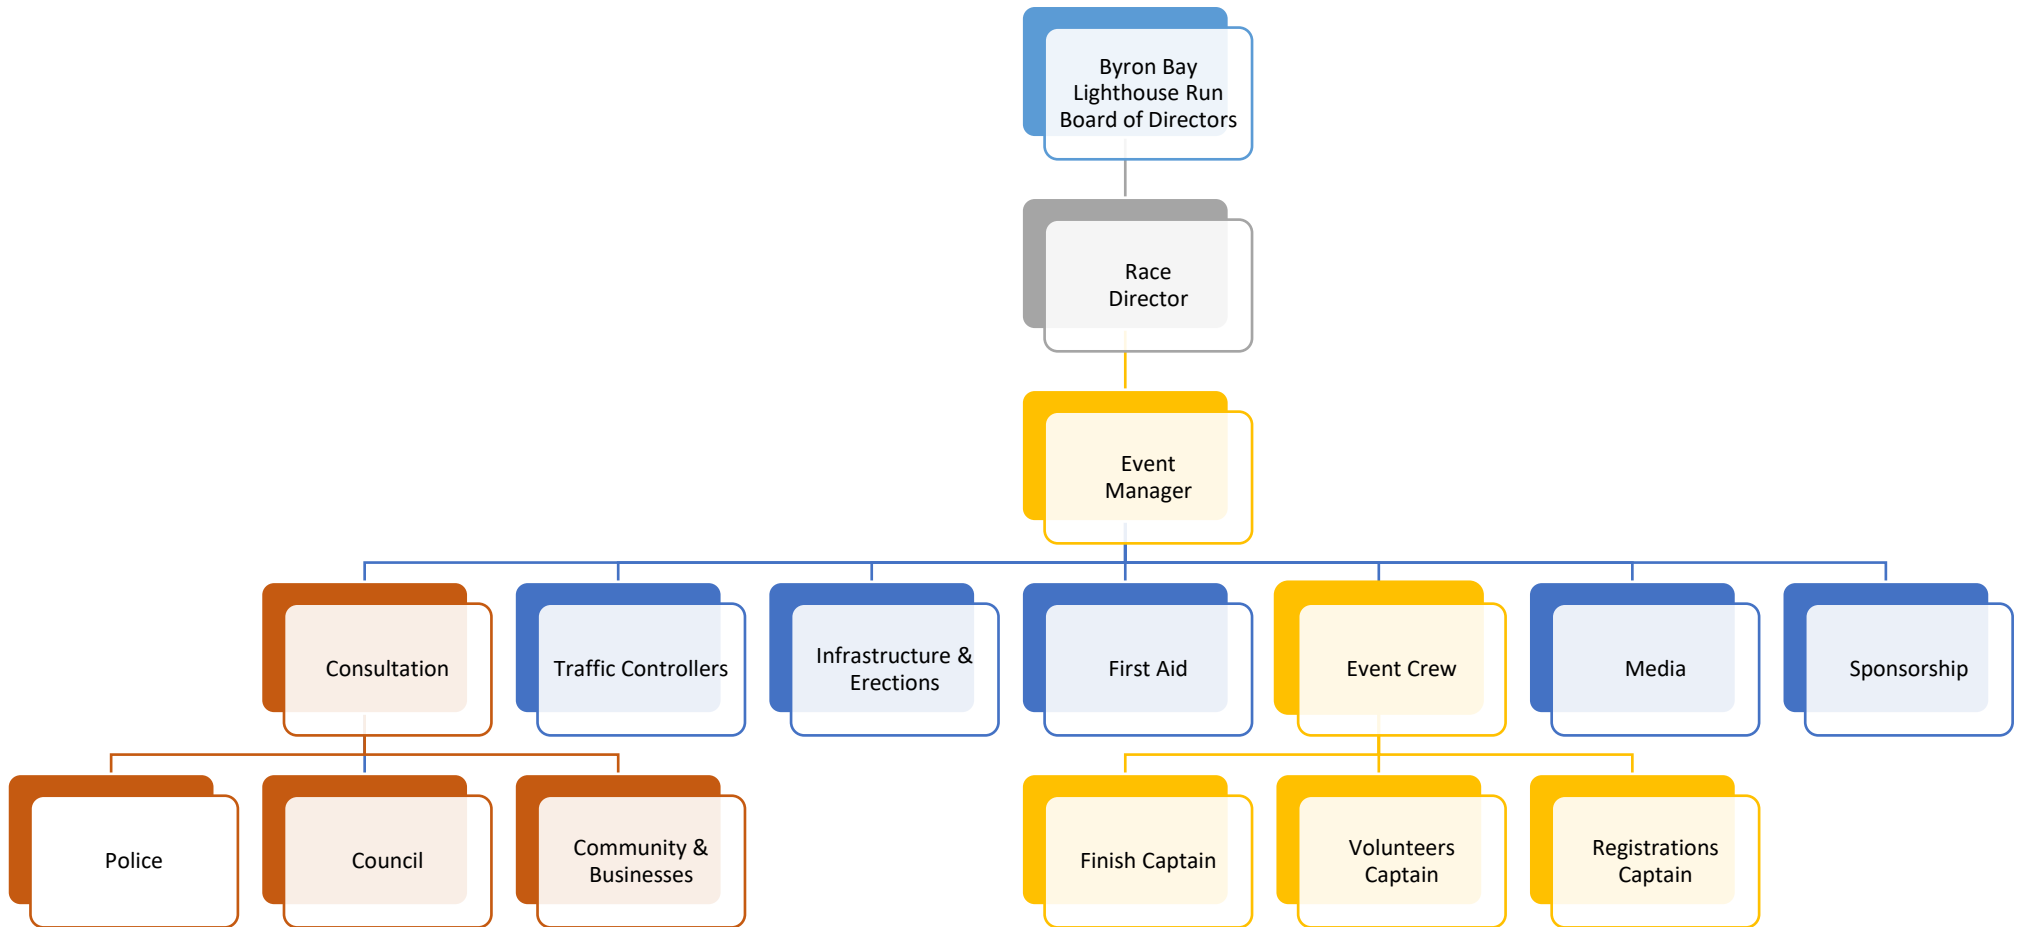 Byron Bay
Lighthouse Run
Board of Directors
Race
Director
Event
Manager
Consultation
Traffic Controllers
Infrastructure &
Erections
First Aid
Event Crew
Media
Sponsorship
Police
Council
Community &
Businesses
Finish Captain
Volunteers
Captain
Registrations
Captain